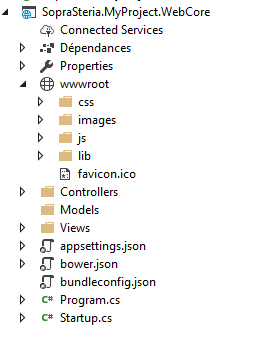 SopraSteria.MyProject.WebCore
Connected Services
Dépendances
Properties
wwwroot
css
images
js
lib
favicon.ico
Controllers
Models
Views
appsettings.json
bower.json
bundleconfig.json
C# Program.cs
C# Startup.cs